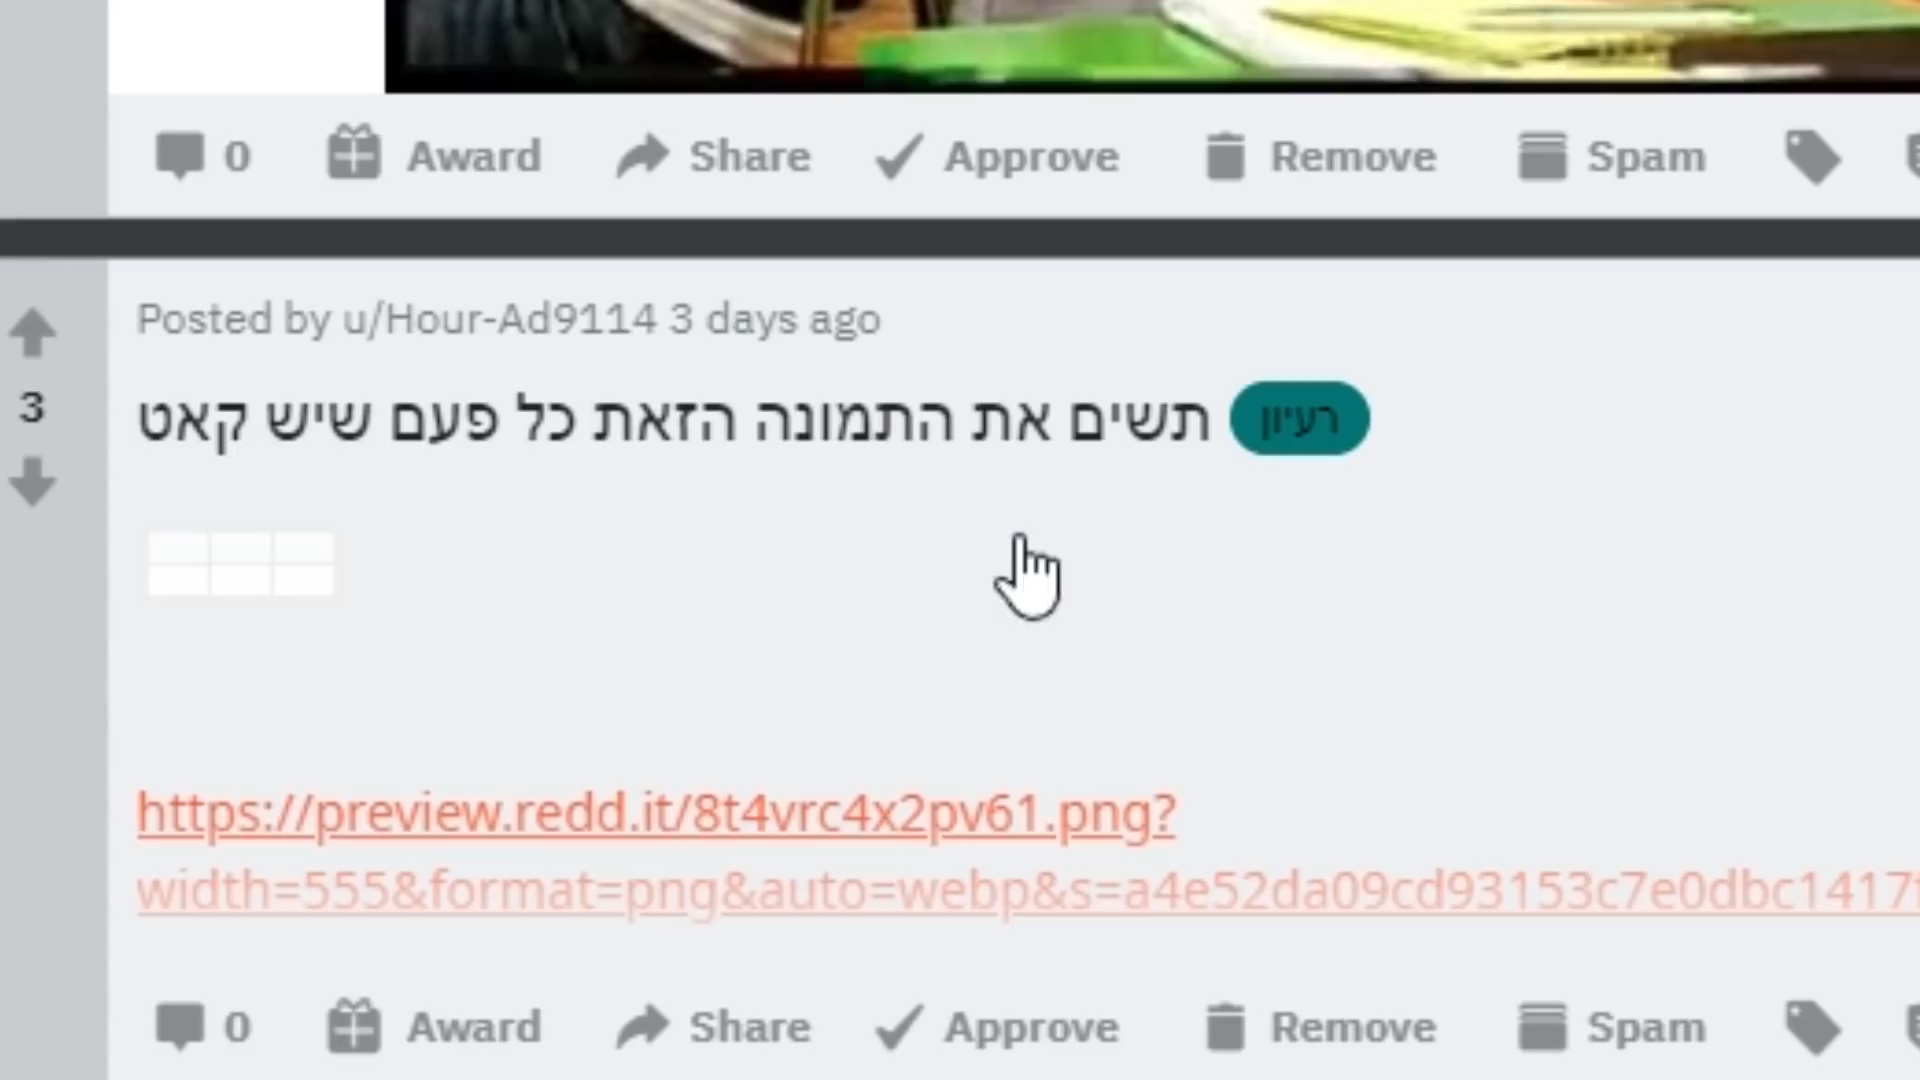 0 Award Share Approve Remove Spam
Posted by u/Hour-Ad9114 3 days ago
3
תשים את התמונה הזאת כל פעם שיש קאט רעיון
https://preview.redd.it/8t4vrc4x2pv61.png?
width=555&format=png&auto=webp&s=a4e52da09cd93153c7e0dbc1417f
0 Award Share Approve Remove Spam